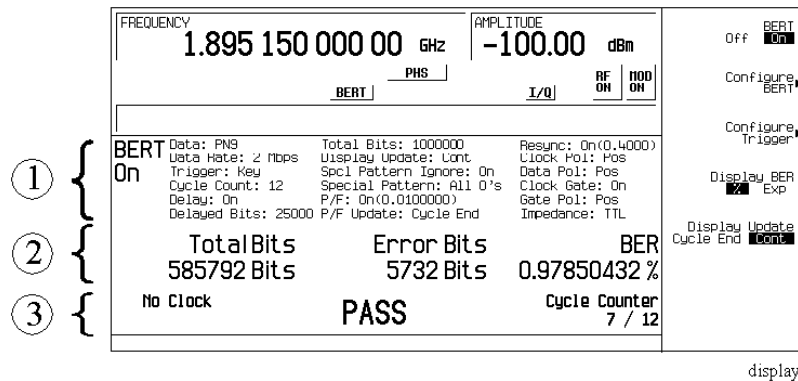 FREQUENCY
1.895 150 000 00 GHz
AMPLITUDE
-100.00 dBm
BERT
PHS
I/Q
RF ON
MOD ON
BERT On
Data: PN9
Data Rate: 2 Mbps
Trigger: Key
Cycle Count: 12
Delay: On
Delayed Bits: 25000
Total Bits: 1000000
Display Update: Cont
Spcl Pattern Ignore: On
Special Pattern: All 0's
P/F: On(0.0100000)
P/F Update: Cycle End
Resync: On(0.4000)
Clock Pol: Pos
Data Pol: Pos
Clock Gate: On
Gate Pol: Pos
Impedance: TTL
Total Bits Error Bits BER
585792 Bits 5732 Bits 0.97850432 %
No Clock PASS Cycle Counter
7 / 12
1
2
3
BERT
Off On
Configure
BERT
Configure
Trigger
Display BER
% Exp
Display Update
Cycle End Cont
display